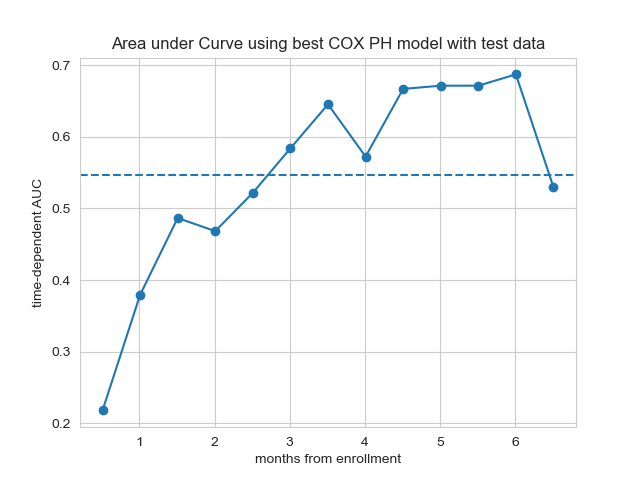 Area under Curve using best COX PH model with test data
time-dependent AUC
0.7
0.6
0.5
0.4
0.3
0.2
1 2 3 4 5 6
months from enrollment